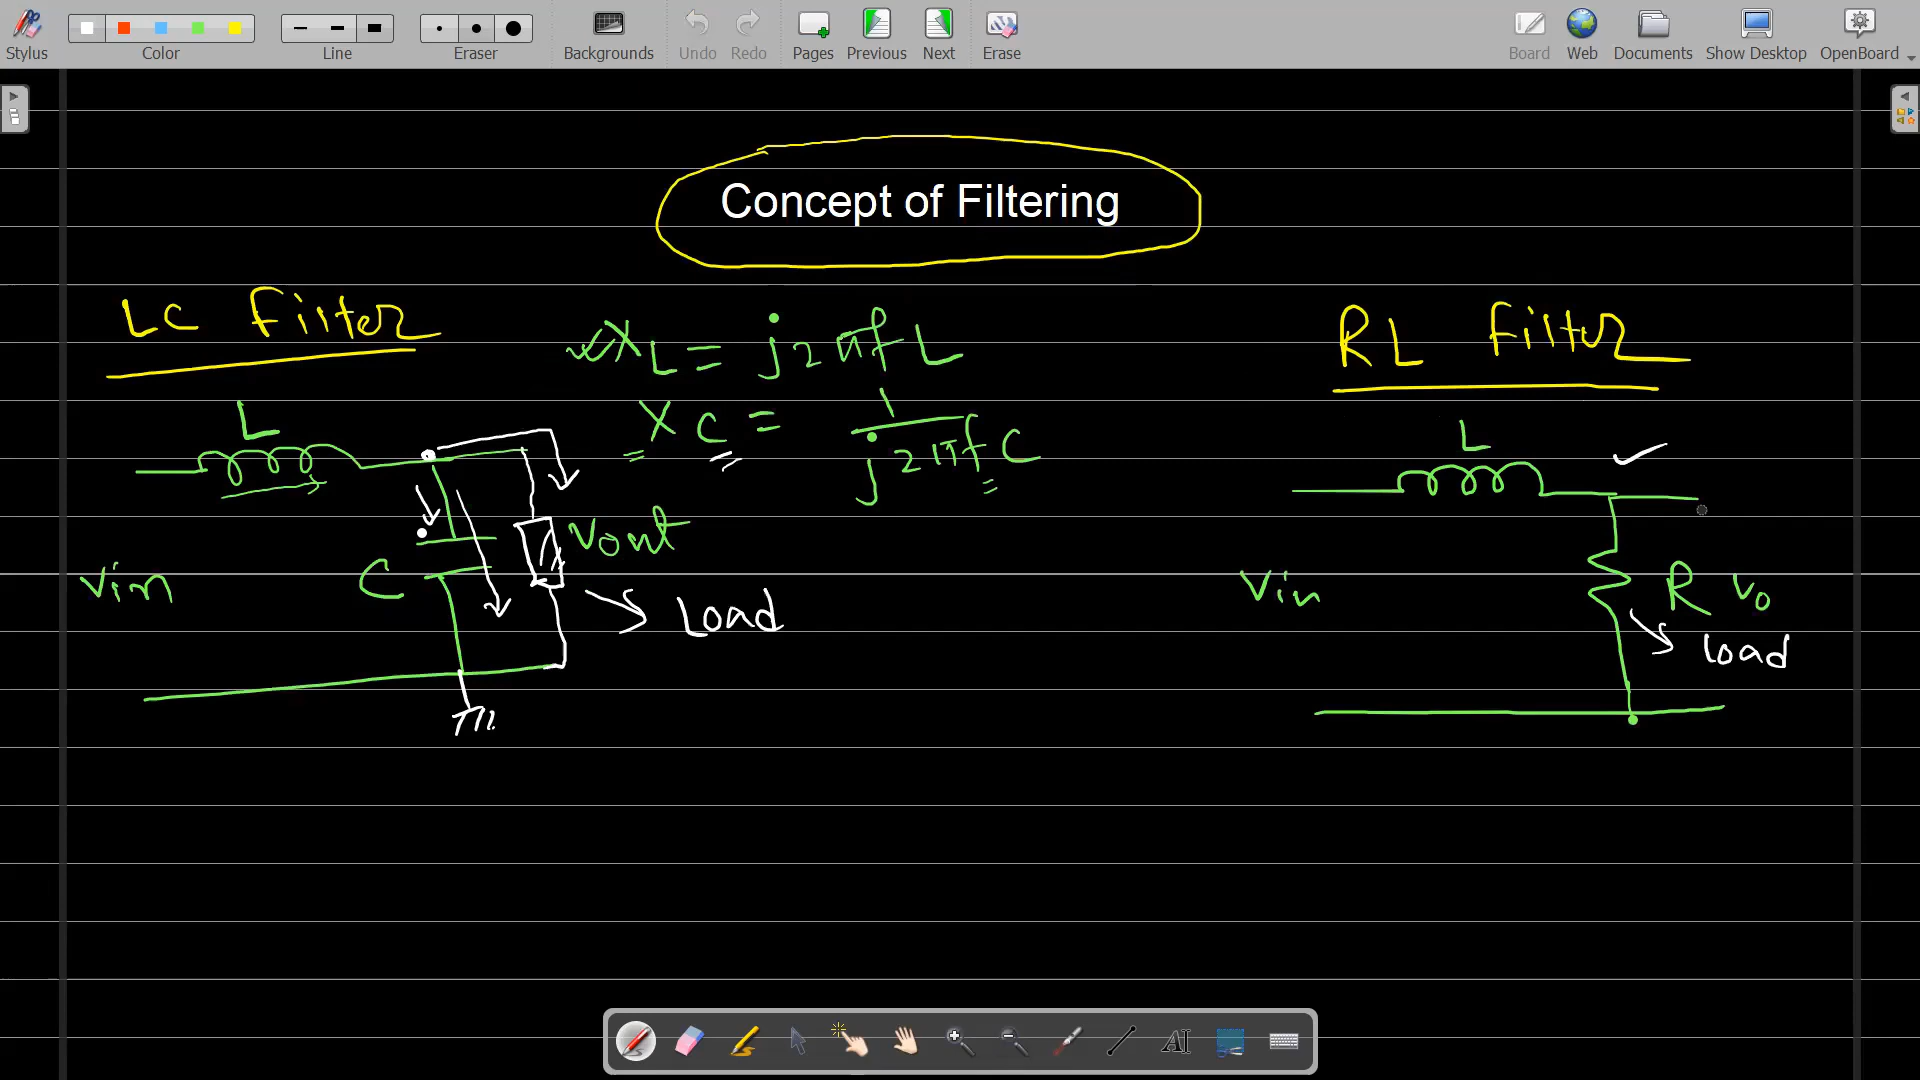 Stylus
Color
Line
Eraser
Backgrounds
Undo
Redo
Pages
Previous
Next
Erase
Board
Web
Documents
Show Desktop
OpenBoard
Concept of Filtering
LC Filter
XL = j2πfL
XC = 1/j2πfC
L
C
Vin
Vout
Load
RL Filter
L
Vin
R Vo
Load
AI